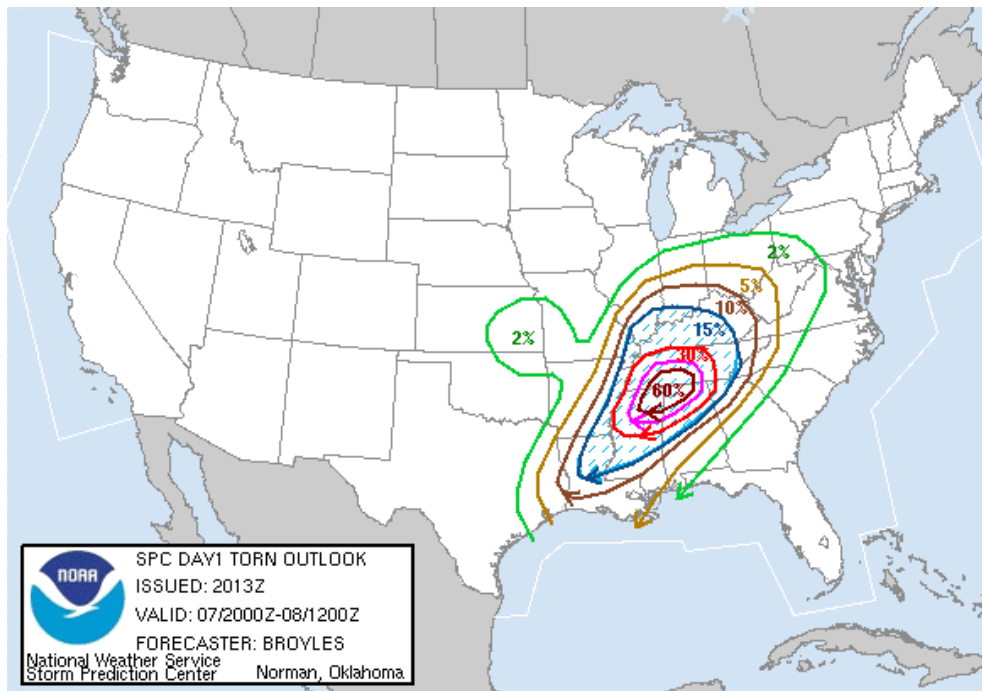 2%
5%
10%
15%
2%
30%
60%
SPC DAY1 TORN OUTLOOK
ISSUED: 2013Z
VALID: 07/2000Z-08/1200Z
FORECASTER: BROYLES
NOAA
National Weather Service
Storm Prediction Center
Norman, Oklahoma